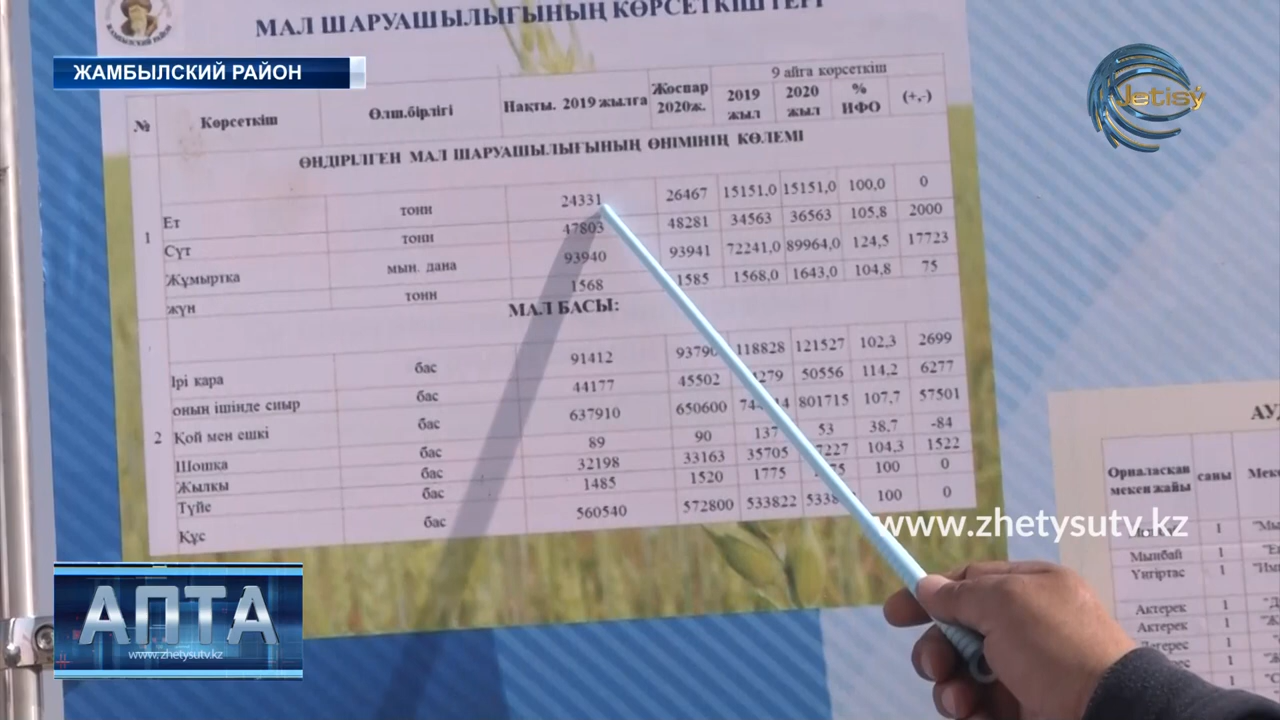 МАЛ ШАРУАШЫЛЫҒЫНЫҢ КӨРСЕТКІШТЕРІ
ЖАМБЫЛСКИЙ РАЙОН
Jetisý
№ Көрсеткіш Өлш.бірлігі Нақты. 2019 жылға Жоспар 2020ж. 9 айға көрсеткіш
2019 жыл 2020 жыл % ИФО (+,-)
ӨНДІРІЛГЕН МАЛ ШАРУАШЫЛЫҒЫНЫҢ ӨНІМІНІҢ КӨЛЕМІ
1
Ет тонн 24331 26467 15151,0 15151,0 100,0 0
Сүт тонн 47803 48281 34563 36563 105,8 2000
Жұмыртка мын. дана 93940 93941 72241,0 89964,0 124,5 17723
жүн тонн 1568 1585 1568,0 1643,0 104,8 75
МАЛ БАСЫ:
2
Ірі кара бас 91412 118828 121527 102,3 2699
оның ішінде сиыр бас 44177 45502 50556 114,2 6277
Қой мен ешкі бас 637910 650600 801715 107,7 57501
Шошқа бас 89 90 137 53 38,7 -84
Жылкы бас 32198 33163 35705 104,3 1522
Түйе бас 1485 1520 1775 100 0
Құс бас 560540 572800 533822 100 0
Орналасқан мекен жайы саны
Мынбай 1
Үнгіртас 1
Актерек 1
Актерек 1
www.zhetysutv.kz
АПТА
www.zhetysutv.kz